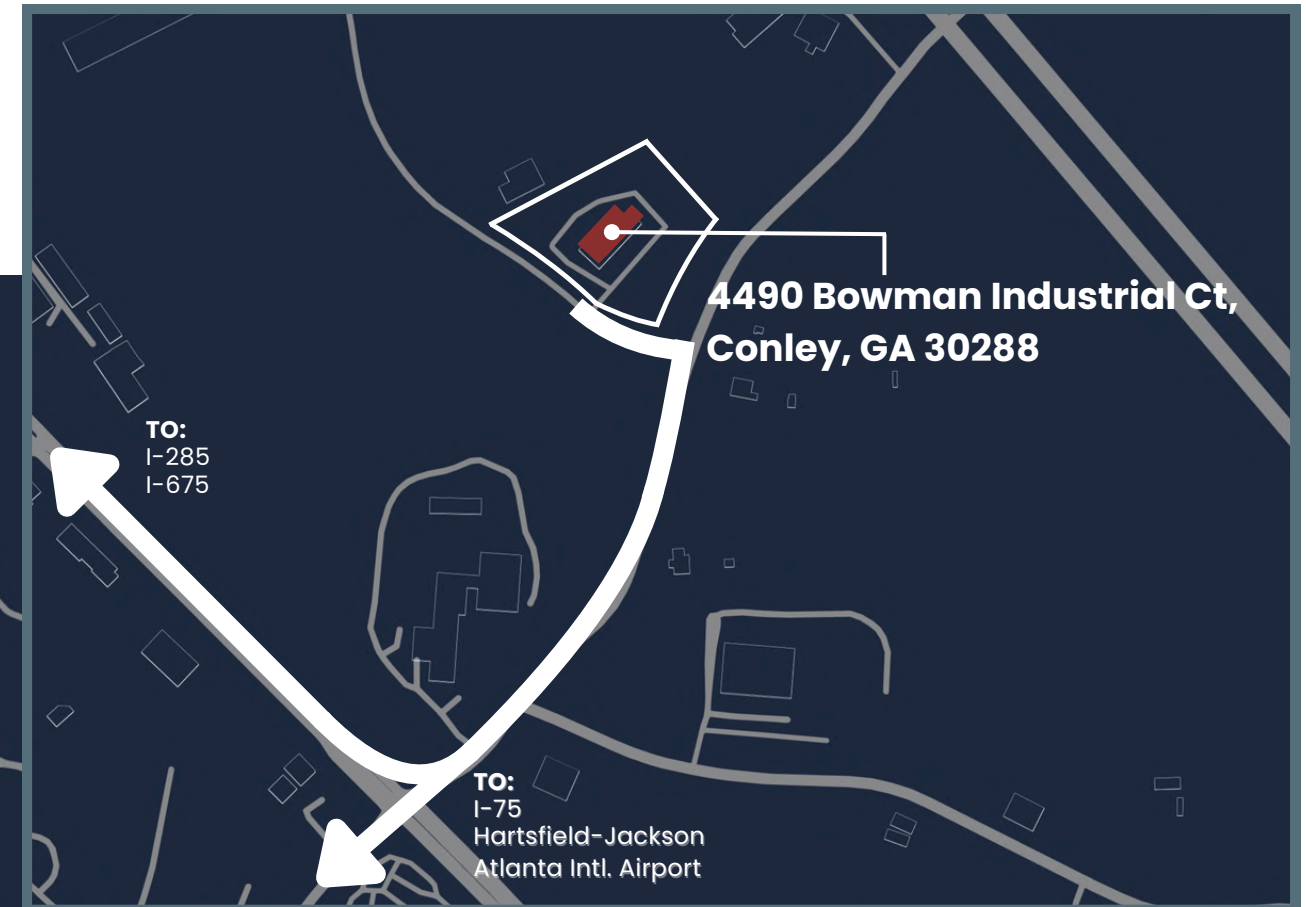 4490 Bowman Industrial Ct,
Conley, GA 30288
TO:
I-285
I-675
TO:
I-75
Hartsfield-Jackson
Atlanta Intl. Airport